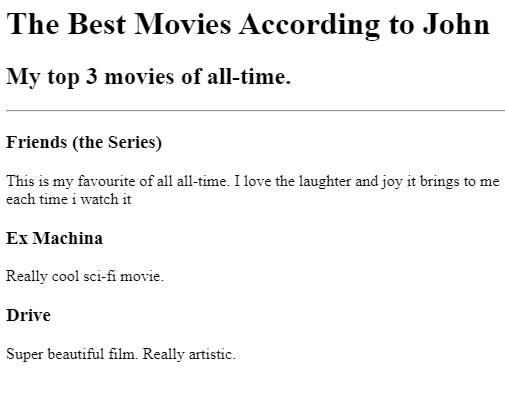 The Best Movies According to John
My top 3 movies of all-time.
Friends (the Series)
This is my favourite of all all-time. I love the laughter and joy it brings to me
each time i watch it
Ex Machina
Really cool sci-fi movie.
Drive
Super beautiful film. Really artistic.